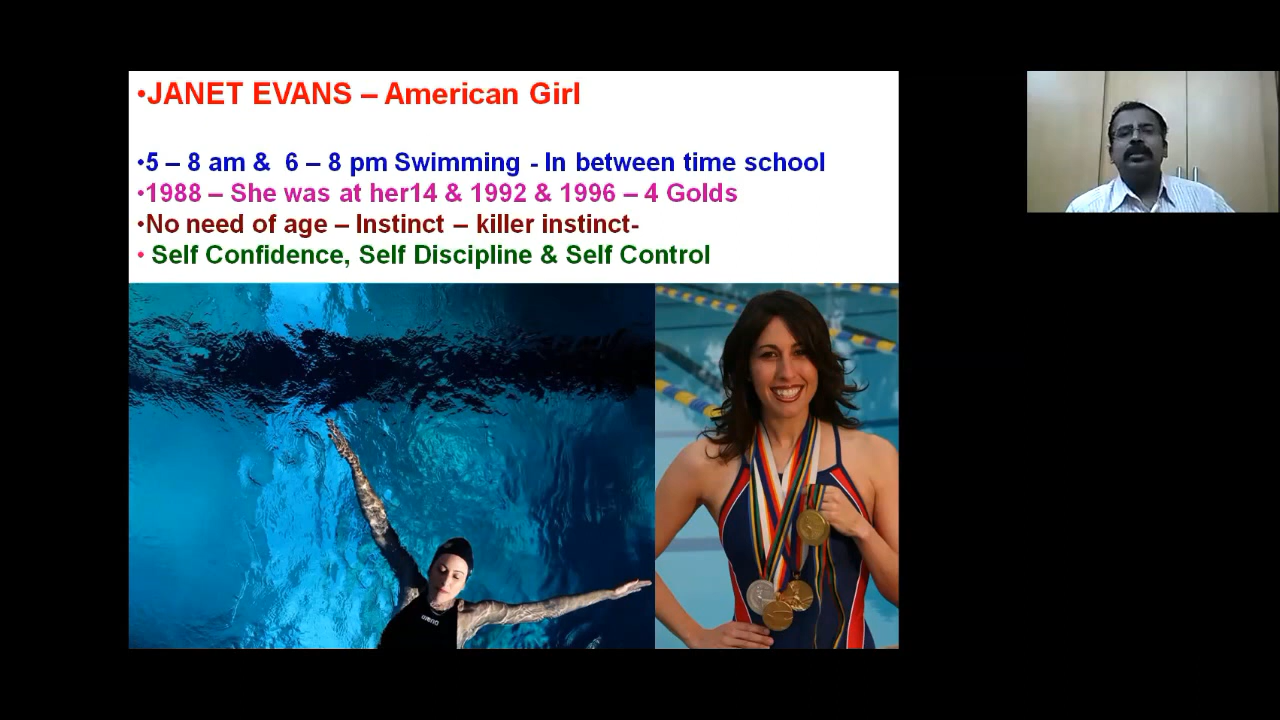 •JANET EVANS – American Girl
•5 – 8 am &  6 – 8 pm Swimming - In between time school
•1988 – She was at her14 & 1992 & 1996 – 4 Golds
•No need of age – Instinct – killer instinct-
• Self Confidence, Self Discipline & Self Control
arena